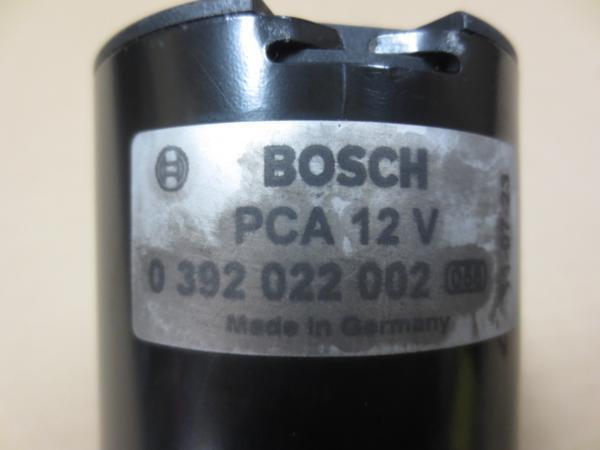 BOSCH
PCA 12 V
0 392 022 002
Made in Germany